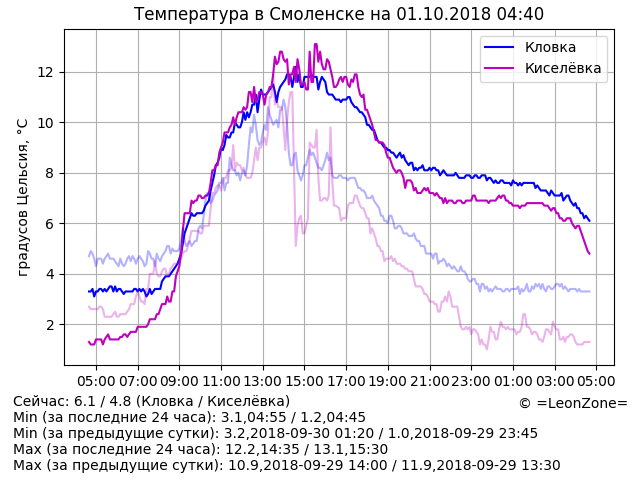 Температура в Смоленске на 01.10.2018 04:40
Кловка
Киселёвка
градусов Цельсия, °C
12
10
8
6
4
2
05:00 07:00 09:00 11:00 13:00 15:00 17:00 19:00 21:00 23:00 01:00 03:00 05:00
Сейчас: 6.1 / 4.8 (Кловка / Киселёвка)
© =LeonZone=
Min (за последние 24 часа): 3.1,04:55 / 1.2,04:45
Min (за предыдущие сутки): 3.2,2018-09-30 01:20 / 1.0,2018-09-29 23:45
Max (за последние 24 часа): 12.2,14:35 / 13.1,15:30
Max (за предыдущие сутки): 10.9,2018-09-29 14:00 / 11.9,2018-09-29 13:30